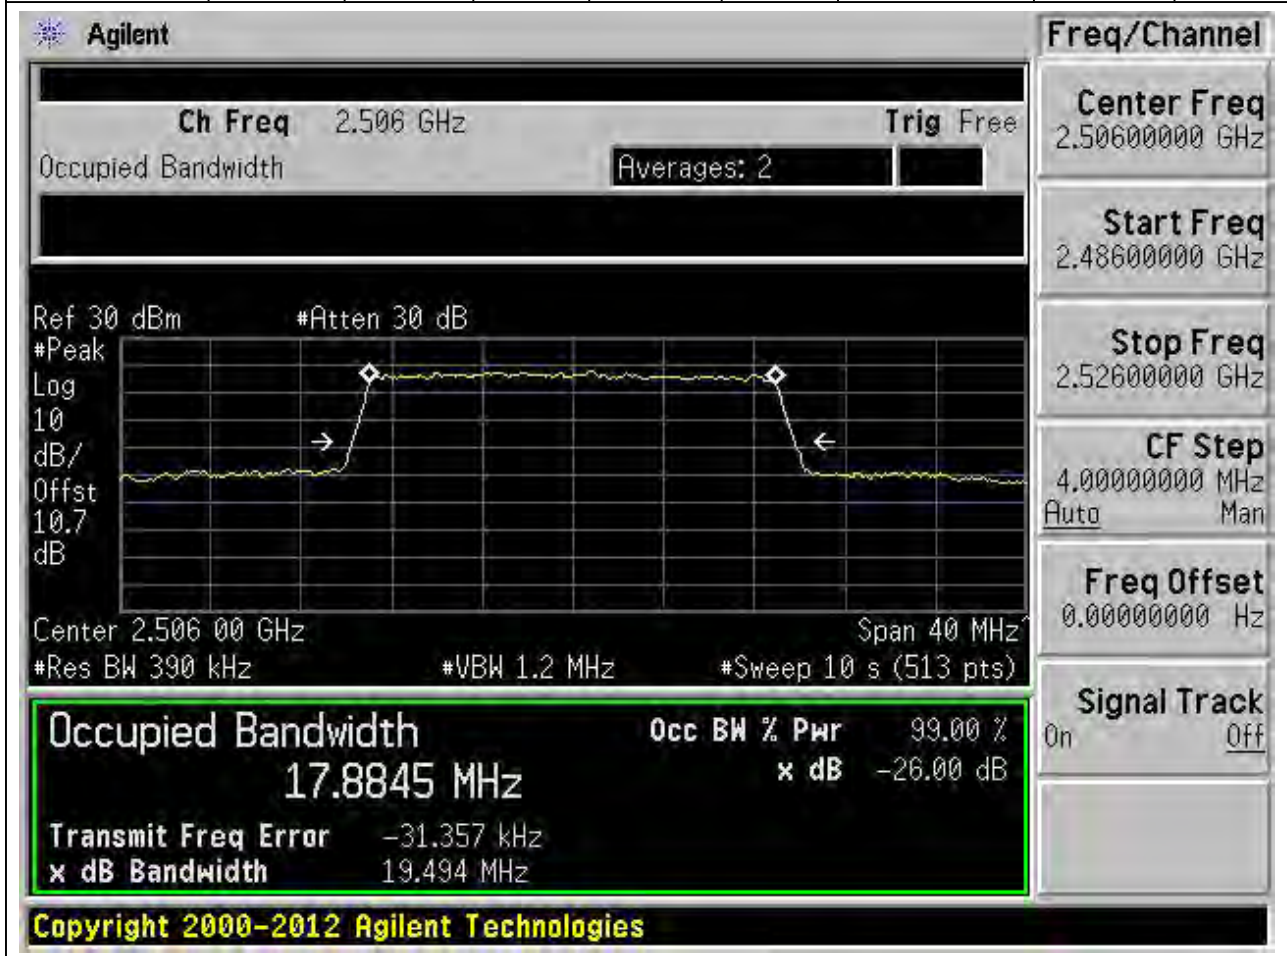 Agilent
Freq/Channel
Ch Freq 2.506 GHz Trig Free
Occupied Bandwidth Averages: 2
Center Freq
2.50600000 GHz
Start Freq
2.48600000 GHz
Stop Freq
2.52600000 GHz
CF Step
4.00000000 MHz
Auto Man
Freq Offset
0.00000000 Hz
Signal Track
On Off
Ref 30 dBm #Atten 30 dB
#Peak
Log
10
dB/
Offst
10.7
dB
Center 2.506 00 GHz Span 40 MHz^
#Res BW 390 kHz #VBW 1.2 MHz #Sweep 10 s (513 pts)
Occupied Bandwidth
17.8845 MHz
Occ BW % Pwr 99.00 %
x dB -26.00 dB
Transmit Freq Error -31.357 kHz
x dB Bandwidth 19.494 MHz
Copyright 2000-2012 Agilent Technologies